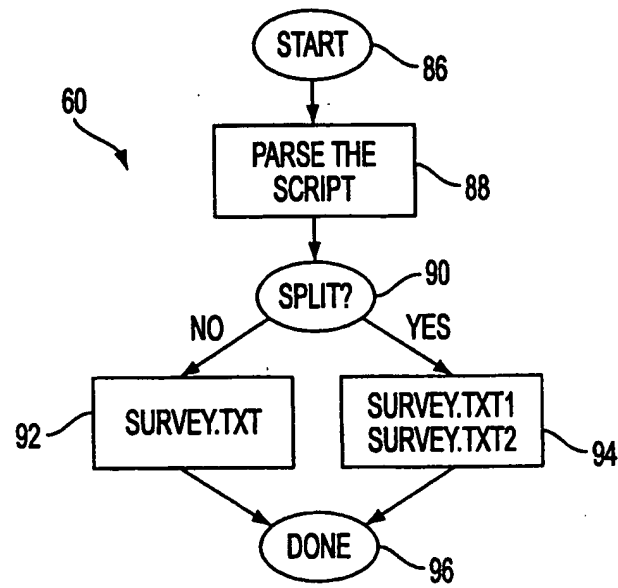 START
86
60
PARSE THE
SCRIPT
88
SPLIT?
90
NO
YES
92
SURVEY.TXT
SURVEY.TXT1
SURVEY.TXT2
94
DONE
96